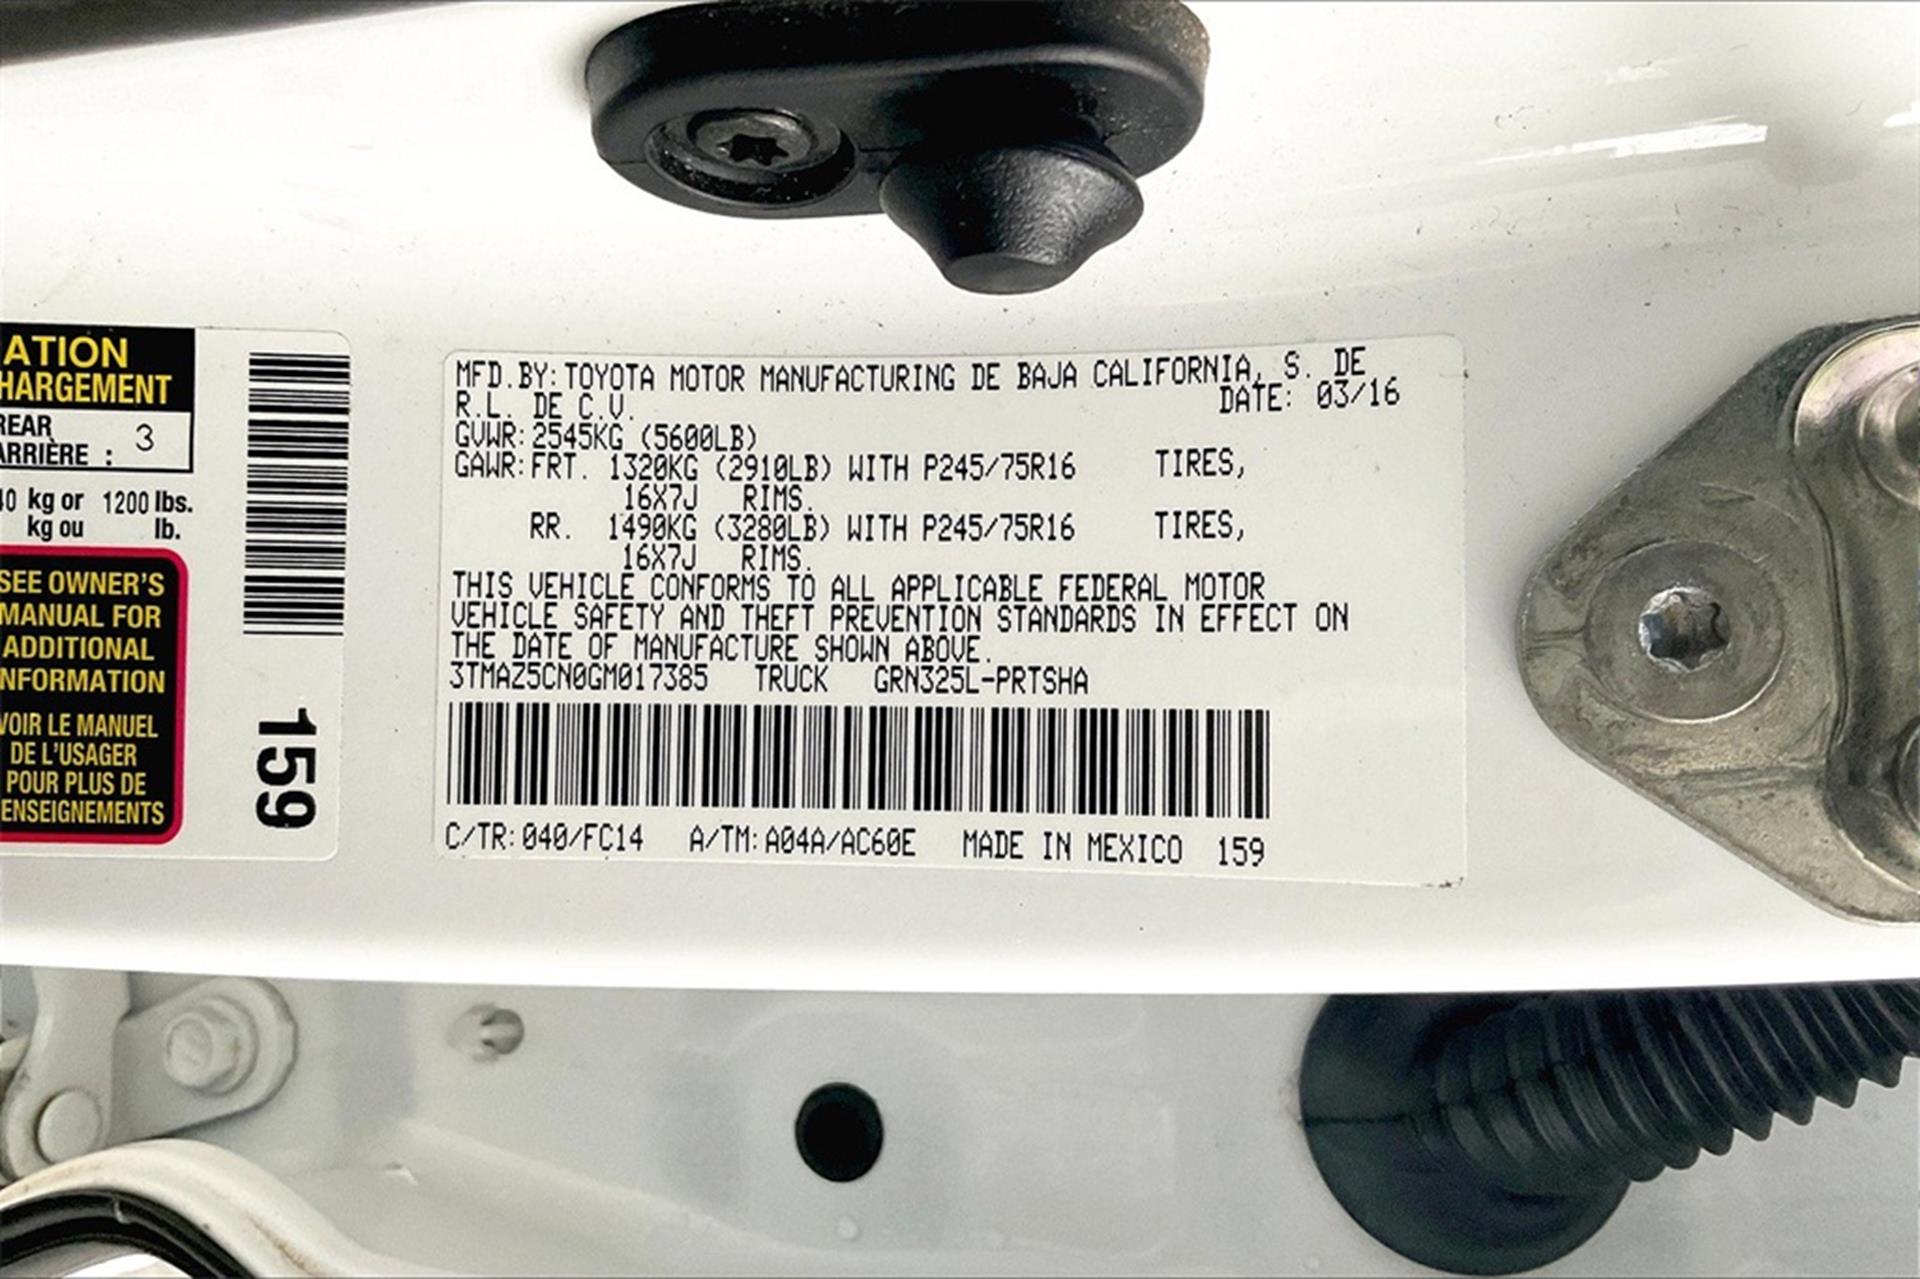 ATION
HARGEMENT
REAR
ARRIÈRE : 3
40 kg or 1200 lbs.
kg ou lb.
SEE OWNER'S
MANUAL FOR
ADDITIONAL
INFORMATION
VOIR LE MANUEL
DE L'USAGER
POUR PLUS DE
ENSEIGNEMENTS
159
MFD.BY:TOYOTA MOTOR MANUFACTURING DE BAJA CALIFORNIA, S. DE
R.L. DE C.V. DATE: 03/16
GVWR:2545KG (5600LB)
GAWR:FRT. 1320KG (2910LB) WITH P245/75R16 TIRES,
16X7J RIMS.
RR. 1490KG (3280LB) WITH P245/75R16 TIRES,
16X7J RIMS.
THIS VEHICLE CONFORMS TO ALL APPLICABLE FEDERAL MOTOR
VEHICLE SAFETY AND THEFT PREVENTION STANDARDS IN EFFECT ON
THE DATE OF MANUFACTURE SHOWN ABOVE.
3TMAZ5CN0GM017385 TRUCK GRN325L-PRTSHA
C/TR:040/FC14 A/TM:A04A/AC60E MADE IN MEXICO 159